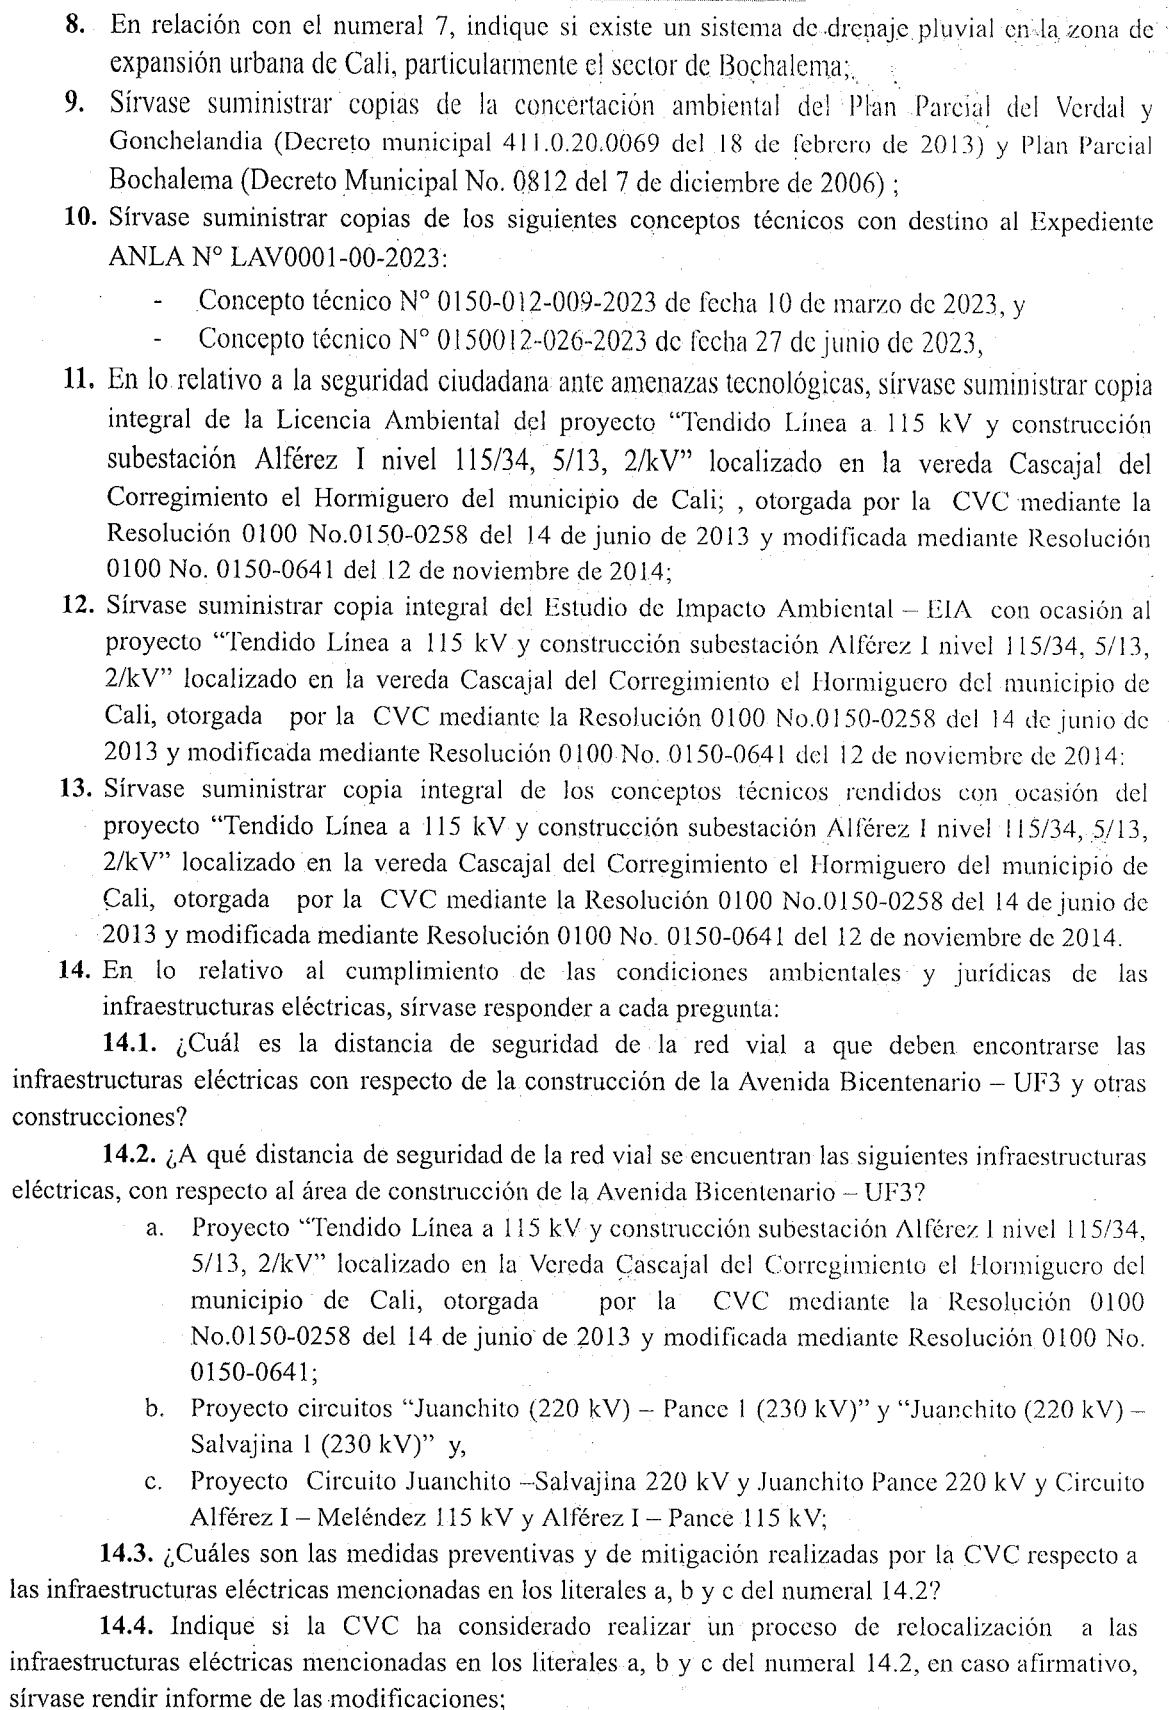 8. En relación con el numeral 7, indique si existe un sistema de drenaje pluvial en la zona de
expansión urbana de Cali, particularmente el sector de Bochalema;
9. Sírvase suministrar copias de la concertación ambiental del Plan Parcial del Verdal y
Gonchelandia (Decreto municipal 411.0.20.0069 del 18 de febrero de 2013) y Plan Parcial
Bochalema (Decreto Municipal No. 0812 del 7 de diciembre de 2006) ;
10. Sírvase suministrar copias de los siguientes conceptos técnicos con destino al Expediente
ANLA N° LAV0001-00-2023:
- Concepto técnico N° 0150-012-009-2023 de fecha 10 de marzo de 2023, y
- Concepto técnico N° 0150012-026-2023 de fecha 27 de junio de 2023,
11. En lo relativo a la seguridad ciudadana ante amenazas tecnológicas, sírvase suministrar copia
integral de la Licencia Ambiental del proyecto “Tendido Línea a 115 kV y construcción
subestación Alférez I nivel 115/34, 5/13, 2/kV” localizado en la vereda Cascajal del
Corregimiento el Hormiguero del municipio de Cali; , otorgada por la CVC mediante la
Resolución 0100 No.0150-0258 del 14 de junio de 2013 y modificada mediante Resolución
0100 No. 0150-0641 del 12 de noviembre de 2014;
12. Sírvase suministrar copia integral del Estudio de Impacto Ambiental – EIA con ocasión al
proyecto “Tendido Línea a 115 kV y construcción subestación Alférez I nivel 115/34, 5/13,
2/kV” localizado en la vereda Cascajal del Corregimiento el Hormiguero del municipio de
Cali, otorgada por la CVC mediante la Resolución 0100 No.0150-0258 del 14 de junio de
2013 y modificada mediante Resolución 0100 No. 0150-0641 del 12 de noviembre de 2014:
13. Sírvase suministrar copia integral de los conceptos técnicos rendidos con ocasión del
proyecto “Tendido Línea a 115 kV y construcción subestación Alférez I nivel 115/34, 5/13,
2/kV” localizado en la vereda Cascajal del Corregimiento el Hormiguero del municipio de
Cali, otorgada por la CVC mediante la Resolución 0100 No.0150-0258 del 14 de junio de
2013 y modificada mediante Resolución 0100 No. 0150-0641 del 12 de noviembre de 2014.
14. En lo relativo al cumplimiento de las condiciones ambientales y jurídicas de las
infraestructuras eléctricas, sírvase responder a cada pregunta:
14.1. ¿Cuál es la distancia de seguridad de la red vial a que deben encontrarse las
infraestructuras eléctricas con respecto de la construcción de la Avenida Bicentenario – UF3 y otras
construcciones?
14.2. ¿A qué distancia de seguridad de la red vial se encuentran las siguientes infraestructuras
eléctricas, con respecto al área de construcción de la Avenida Bicentenario – UF3?
a. Proyecto “Tendido Línea a 115 kV y construcción subestación Alférez I nivel 115/34,
5/13, 2/kV” localizado en la Vereda Cascajal del Corregimiento el Hormiguero del
municipio de Cali, otorgada por la CVC mediante la Resolución 0100
No.0150-0258 del 14 de junio de 2013 y modificada mediante Resolución 0100 No.
0150-0641;
b. Proyecto circuitos “Juanchito (220 kV) – Pance 1 (230 kV)” y “Juanchito (220 kV) –
Salvajina 1 (230 kV)” y,
c. Proyecto Circuito Juanchito –Salvajina 220 kV y Juanchito Pance 220 kV y Circuito
Alférez I – Meléndez 115 kV y Alférez I – Pance 115 kV;
14.3. ¿Cuáles son las medidas preventivas y de mitigación realizadas por la CVC respecto a
las infraestructuras eléctricas mencionadas en los literales a, b y c del numeral 14.2?
14.4. Indique si la CVC ha considerado realizar un proceso de relocalización a las
infraestructuras eléctricas mencionadas en los literales a, b y c del numeral 14.2, en caso afirmativo,
sírvase rendir informe de las modificaciones;